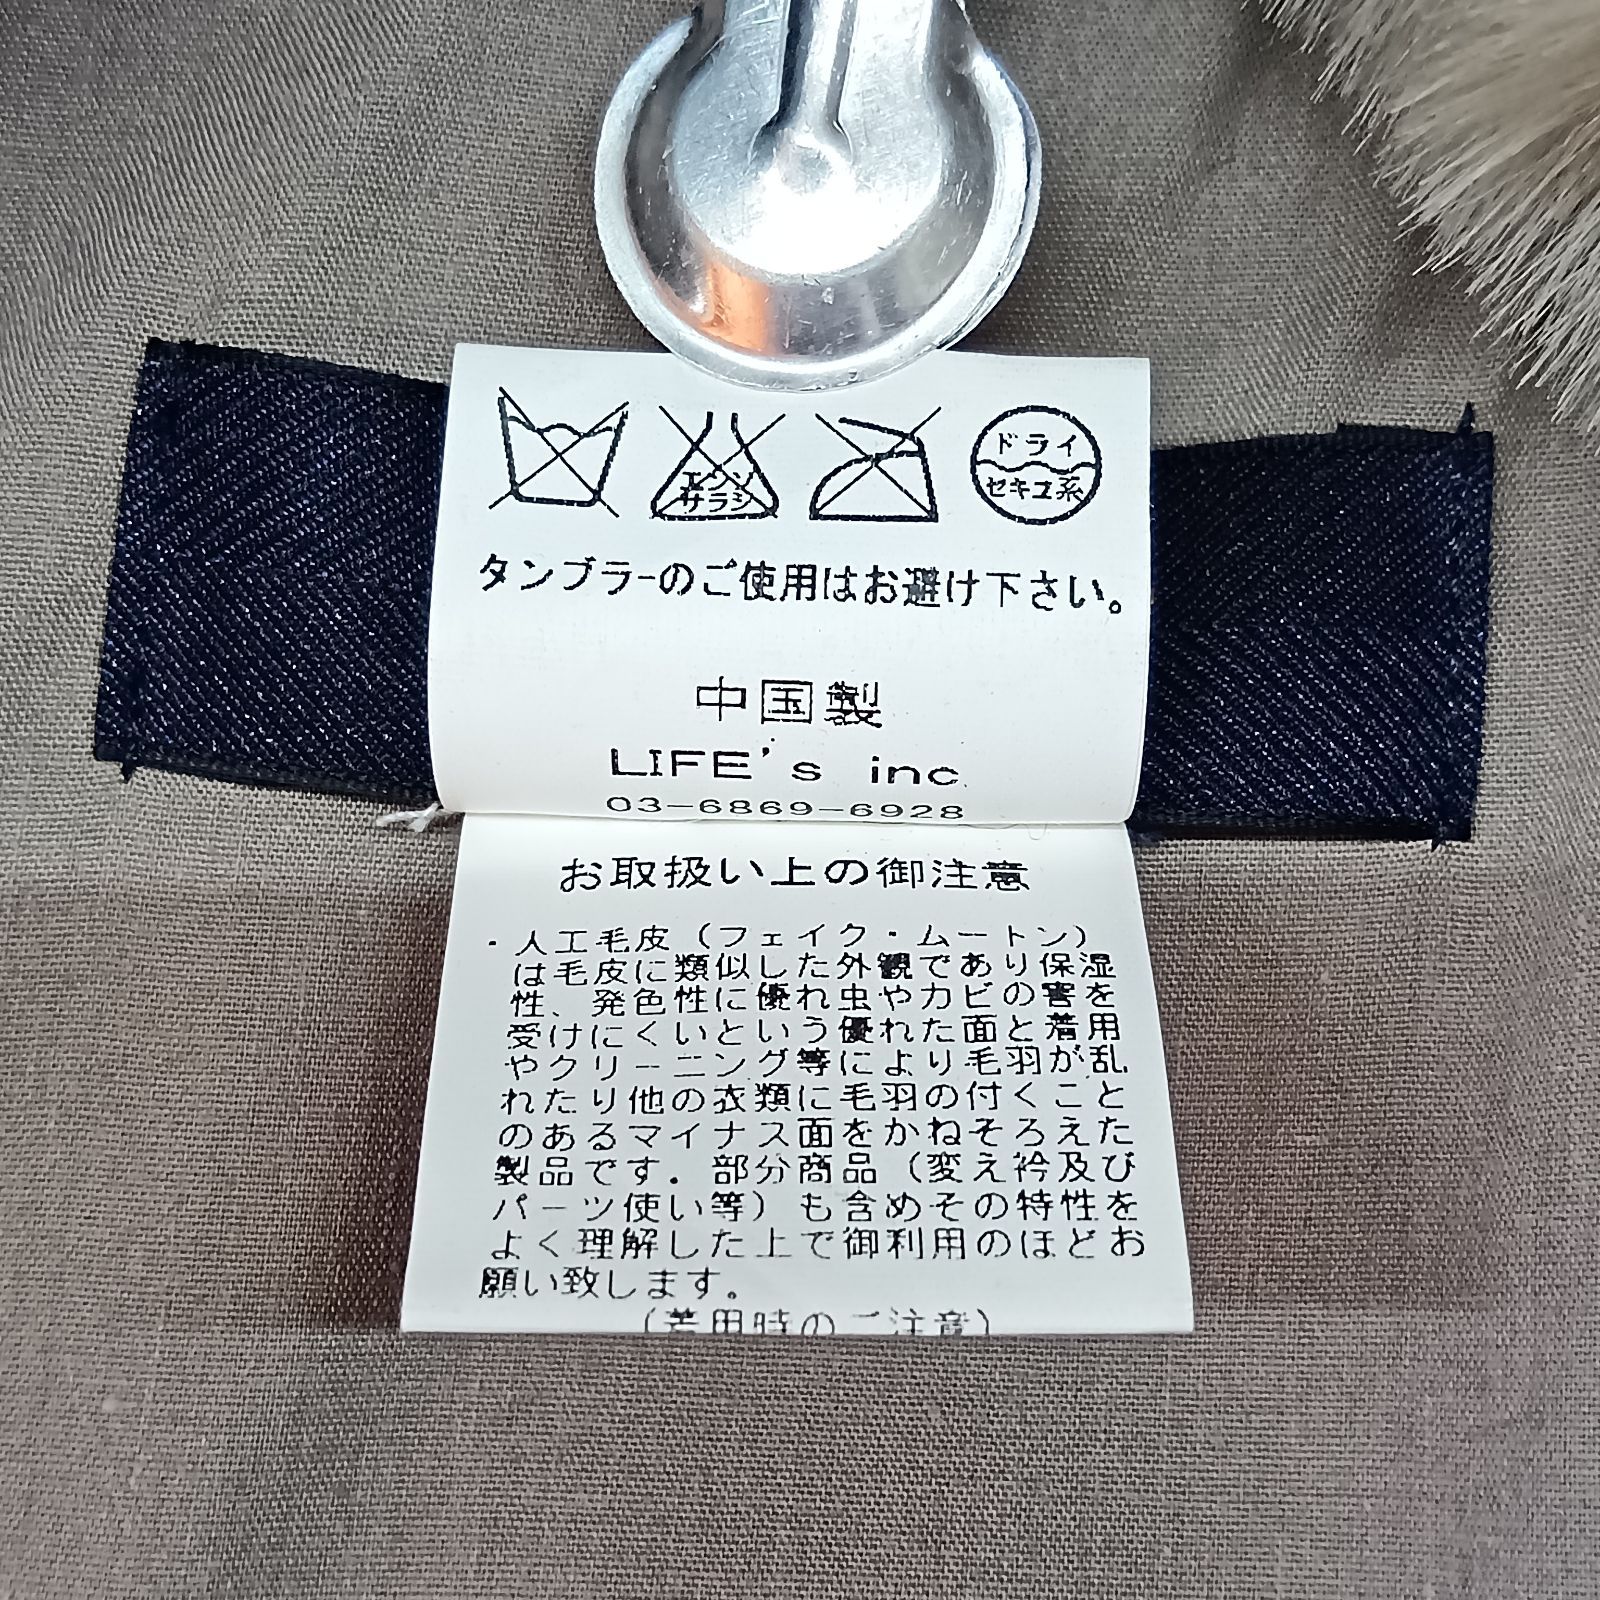 エンソ
サラシ
ドライ
セキユ系
タンブラーのご使用はお避け下さい。
中国製
LIFE's inc
03-6869-6928
お取扱い上の御注意
・人工毛皮(フェイク・ムートン)
は毛皮に類似した外観であり保湿
性、発色性に優れ虫やカビの害を
受けにくいという優れた面と着用
やクリーニング等により毛羽が乱
れたり他の衣類に毛羽の付くこと
のあるマイナス面をかねそろえた
製品です．部分商品(変え衿及び
パーツ使い等)も含めその特性を
よく理解した上で御利用のほどお
願い致します。
(着用時のご注意)